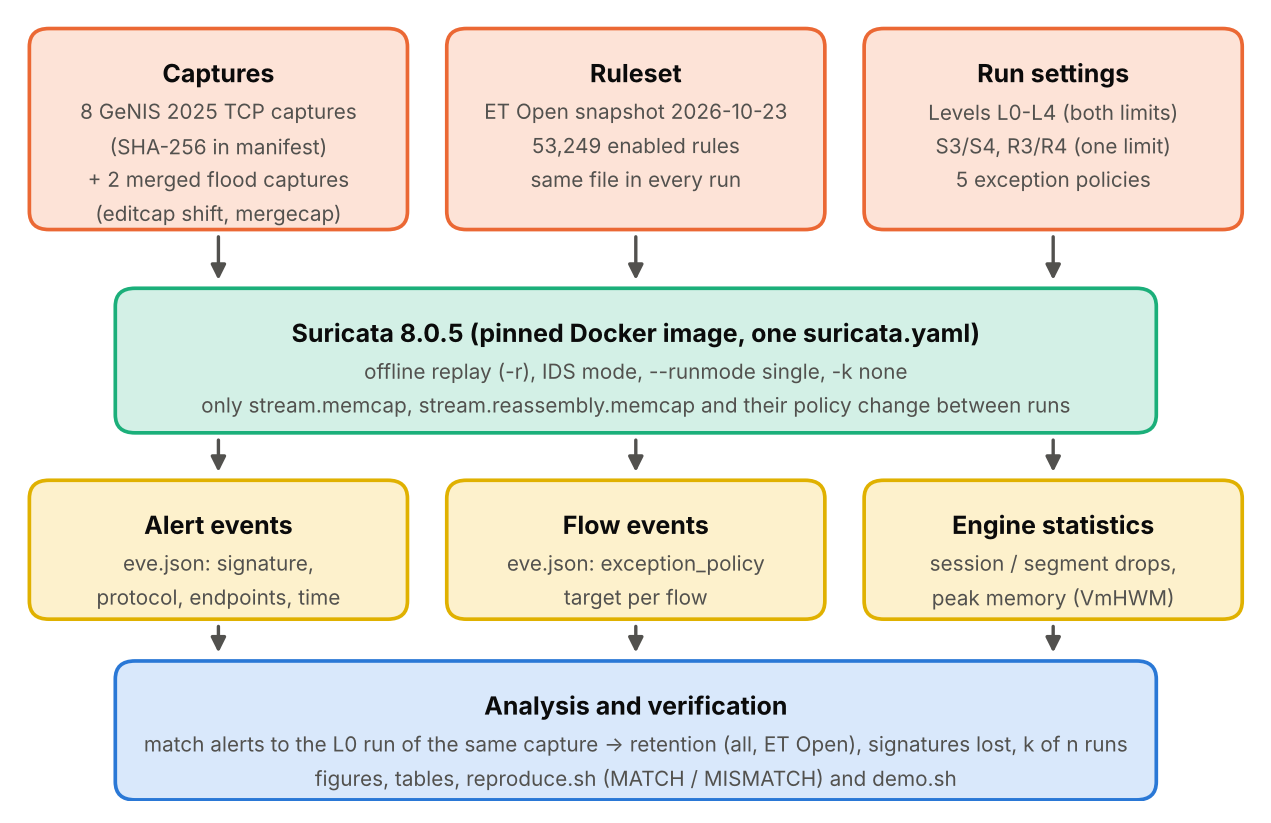 Captures
8 GeNIS 2025 TCP captures
(SHA-256 in manifest)
+ 2 merged flood captures
(editcap shift, mergecap)
Ruleset
ET Open snapshot 2026-10-23
53,249 enabled rules
same file in every run
Run settings
Levels L0-L4 (both limits)
S3/S4, R3/R4 (one limit)
5 exception policies
Suricata 8.0.5 (pinned Docker image, one suricata.yaml)
offline replay (-r), IDS mode, --runmode single, -k none
only stream.memcap, stream.reassembly.memcap and their policy change between runs
Alert events
eve.json: signature,
protocol, endpoints, time
Flow events
eve.json: exception_policy
target per flow
Engine statistics
session / segment drops,
peak memory (VmHWM)
Analysis and verification
match alerts to the L0 run of the same capture → retention (all, ET Open), signatures lost, k of n runs
figures, tables, reproduce.sh (MATCH / MISMATCH) and demo.sh